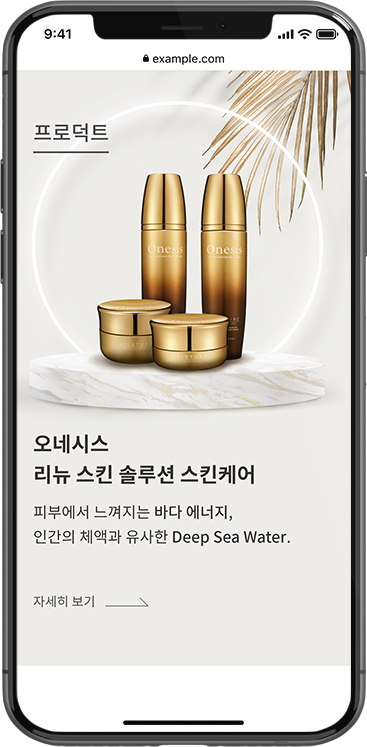 9:41
example.com
프로덕트
Onesis
Onesis
오네시스
리뉴 스킨 솔루션 스킨케어
피부에서 느껴지는 바다 에너지,
인간의 체액과 유사한 Deep Sea Water.
자세히 보기